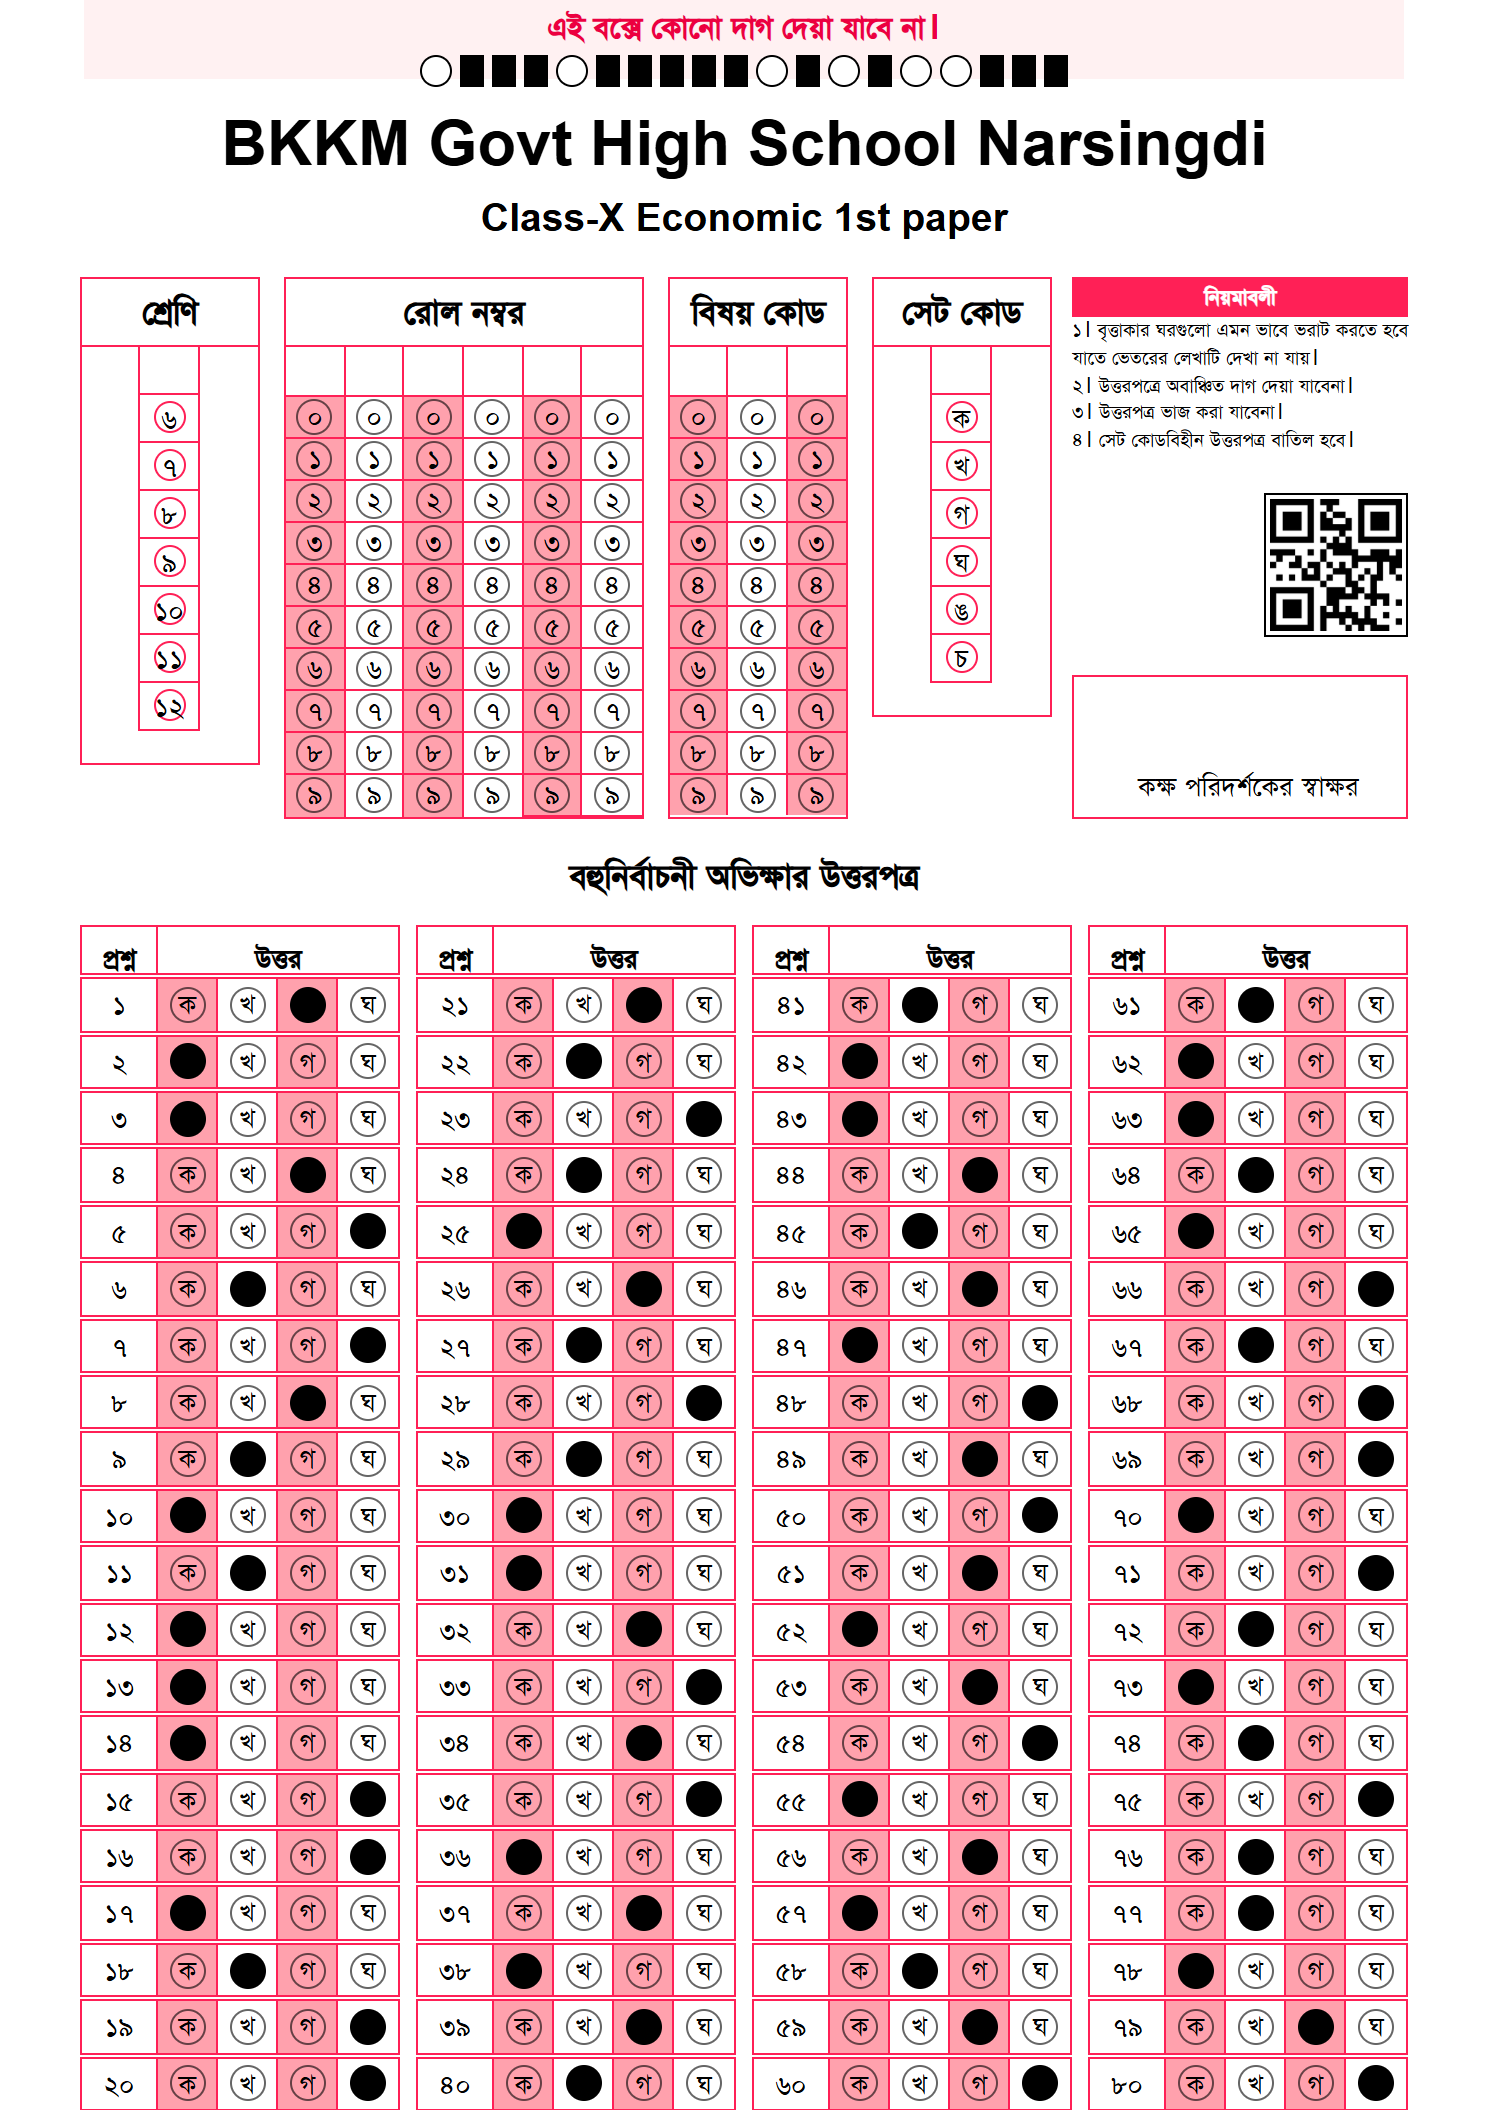 এই বক্সে কোনো দাগ দেয়া যাবে না।
BKKM Govt High School Narsingdi
Class-X Economic 1st paper
শ্রেণি
৬
৭
৮
৯
১০
১১
১২
রোল নম্বর
০ ০ ০ ০ ০ ০
১ ১ ১ ১ ১ ১
২ ২ ২ ২ ২ ২
৩ ৩ ৩ ৩ ৩ ৩
৪ ৪ ৪ ৪ ৪ ৪
৫ ৫ ৫ ৫ ৫ ৫
৬ ৬ ৬ ৬ ৬ ৬
৭ ৭ ৭ ৭ ৭ ৭
৮ ৮ ৮ ৮ ৮ ৮
৯ ৯ ৯ ৯ ৯ ৯
বিষয় কোড
০ ০ ০
১ ১ ১
২ ২ ২
৩ ৩ ৩
৪ ৪ ৪
৫ ৫ ৫
৬ ৬ ৬
৭ ৭ ৭
৮ ৮ ৮
৯ ৯ ৯
সেট কোড
ক
খ
গ
ঘ
ঙ
চ
নিয়মাবলী
১। বৃত্তাকার ঘরগুলো এমন ভাবে ভরাট করতে হবে
যাতে ভেতরের লেখাটি দেখা না যায়।
২। উত্তরপত্রে অবাঞ্চিত দাগ দেয়া যাবেনা।
৩। উত্তরপত্র ভাজ করা যাবেনা।
৪। সেট কোডবিহীন উত্তরপত্র বাতিল হবে।
কক্ষ পরিদর্শকের স্বাক্ষর
বহুনির্বাচনী অভিক্ষার উত্তরপত্র
প্রশ্ন উত্তর
১ ক খ ঘ
২ খ গ ঘ
৩ খ গ ঘ
৪ ক খ ঘ
৫ ক খ গ
৬ ক গ ঘ
৭ ক খ গ
৮ ক খ ঘ
৯ ক গ ঘ
১০ খ গ ঘ
১১ ক গ ঘ
১২ খ গ ঘ
১৩ খ গ ঘ
১৪ খ গ ঘ
১৫ ক খ গ
১৬ ক খ গ
১৭ খ গ ঘ
১৮ ক গ ঘ
১৯ ক খ গ
২০ ক খ গ
প্রশ্ন উত্তর
২১ ক খ ঘ
২২ ক গ ঘ
২৩ ক খ গ
২৪ ক গ ঘ
২৫ খ গ ঘ
২৬ ক খ ঘ
২৭ ক গ ঘ
২৮ ক খ গ
২৯ ক গ ঘ
৩০ খ গ ঘ
৩১ খ গ ঘ
৩২ ক খ ঘ
৩৩ ক খ গ
৩৪ ক খ ঘ
৩৫ ক খ গ
৩৬ খ গ ঘ
৩৭ ক খ ঘ
৩৮ খ গ ঘ
৩৯ ক খ ঘ
৪০ ক গ ঘ
প্রশ্ন উত্তর
৪১ ক গ ঘ
৪২ খ গ ঘ
৪৩ খ গ ঘ
৪৪ ক খ ঘ
৪৫ ক গ ঘ
৪৬ ক খ ঘ
৪৭ খ গ ঘ
৪৮ ক খ গ
৪৯ ক খ ঘ
৫০ ক খ গ
৫১ ক খ ঘ
৫২ খ গ ঘ
৫৩ ক খ ঘ
৫৪ ক খ গ
৫৫ খ গ ঘ
৫৬ ক খ ঘ
৫৭ খ গ ঘ
৫৮ ক গ ঘ
৫৯ ক খ ঘ
৬০ ক খ গ
প্রশ্ন উত্তর
৬১ ক গ ঘ
৬২ খ গ ঘ
৬৩ খ গ ঘ
৬৪ ক গ ঘ
৬৫ খ গ ঘ
৬৬ ক খ গ
৬৭ ক গ ঘ
৬৮ ক খ গ
৬৯ ক খ গ
৭০ খ গ ঘ
৭১ ক খ গ
৭২ ক গ ঘ
৭৩ খ গ ঘ
৭৪ ক গ ঘ
৭৫ ক খ গ
৭৬ ক গ ঘ
৭৭ ক গ ঘ
৭৮ খ গ ঘ
৭৯ ক খ ঘ
৮০ ক খ গ